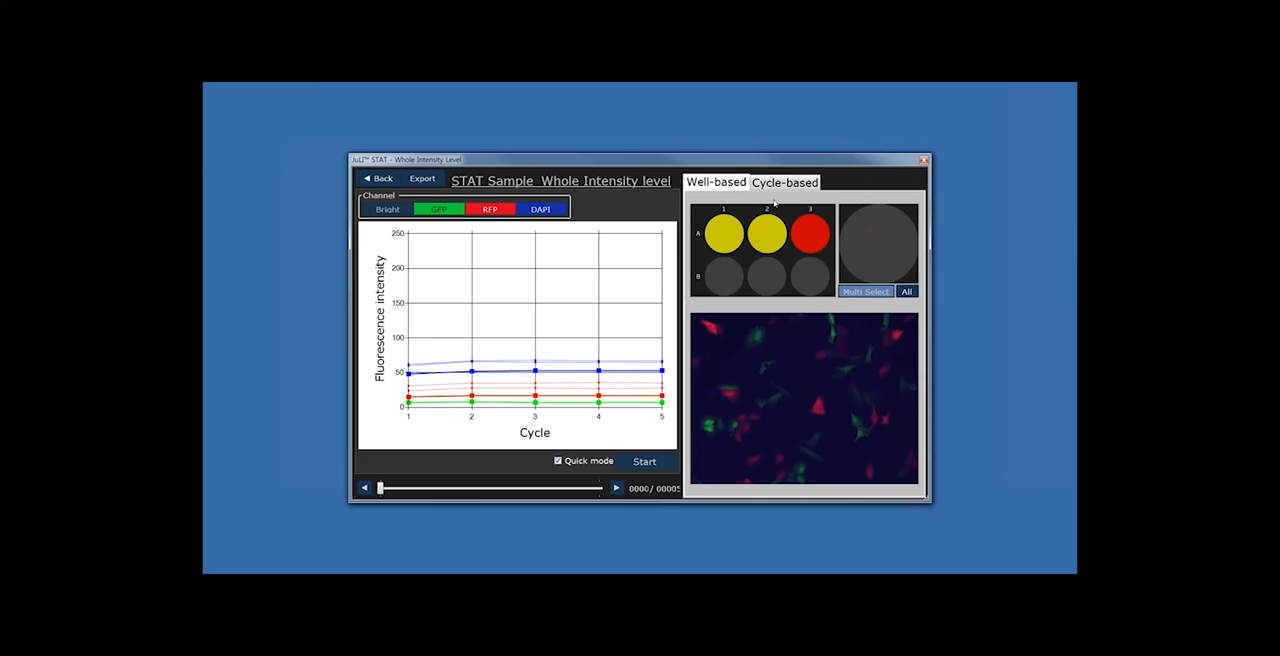 JuLI™ STAT - Whole Intensity Level
◀ Back Export STAT Sample_Whole Intensity level
Well-based Cycle-based
Channel
Bright GFP RFP DAPI
1 2 3
A
B
Multi Select All
Fluorescence intensity
250
200
150
100
50
0
1 2 3 4 5
Cycle
Quick mode Start
0000/ 00005